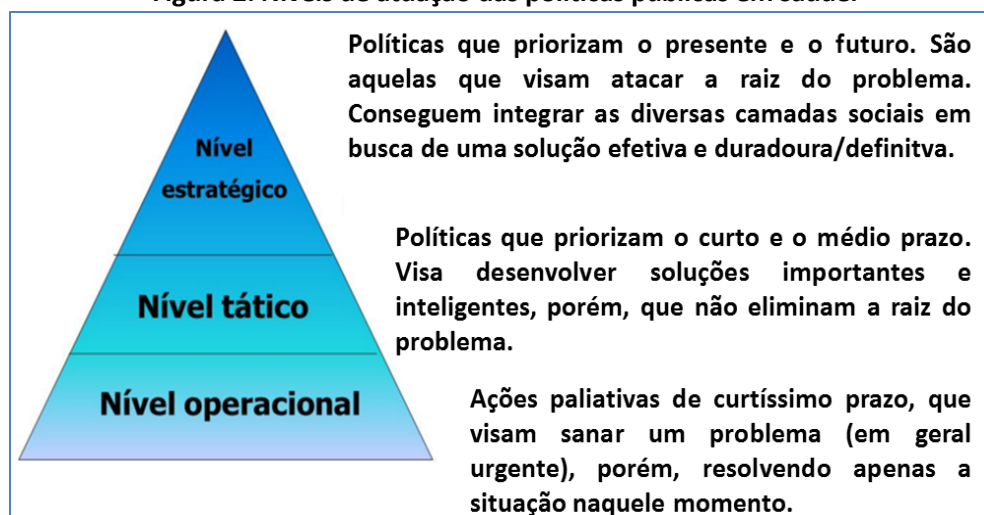 Políticas que priorizam o presente e o futuro. São
aquelas que visam atacar a raiz do problema.
Conseguem integrar as diversas camadas sociais em
busca de uma solução efetiva e duradoura/definitva.
Nível
estratégico
Políticas que priorizam o curto e o médio prazo.
Visa desenvolver soluções importantes e
inteligentes, porém, que não eliminam a raiz do
problema.
Nível tático
Ações paliativas de curtíssimo prazo, que
visam sanar um problema (em geral
urgente), porém, resolvendo apenas a
situação naquele momento.
Nível operacional